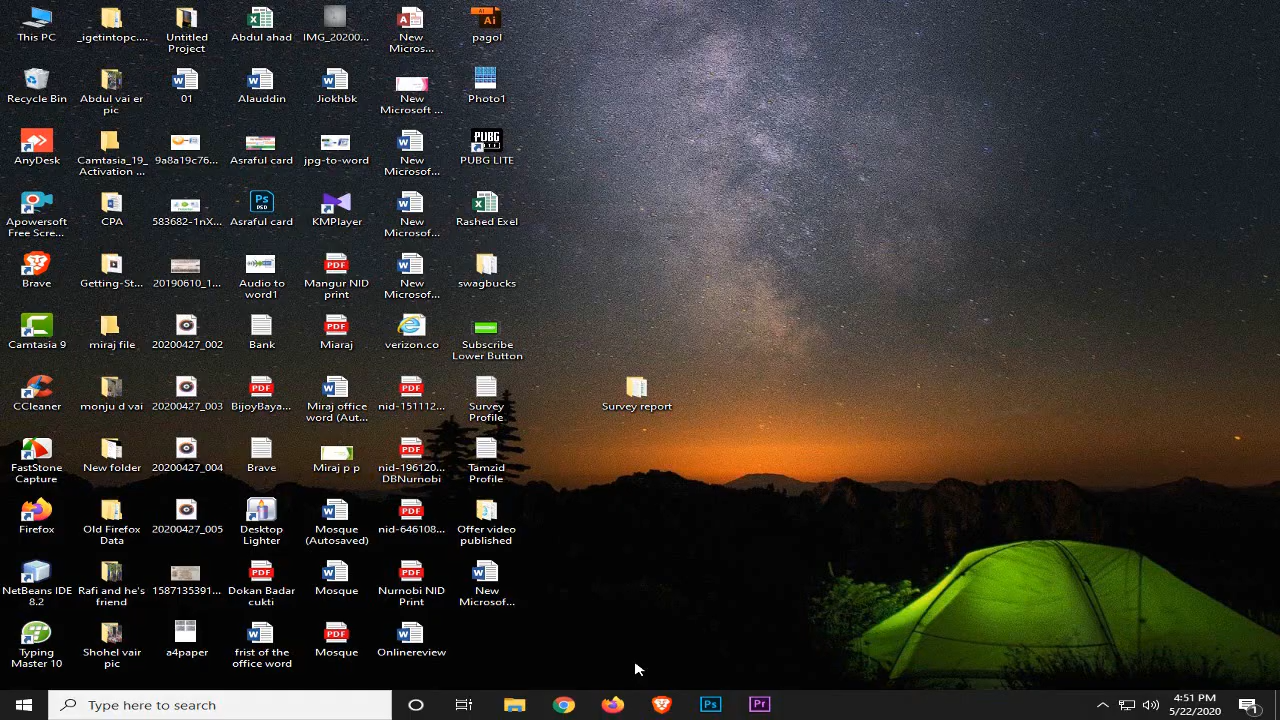 This PC
Recycle Bin
AnyDesk
Apowersoft
Free Scre...
Brave
Camtasia 9
CCleaner
FastStone
Capture
Firefox
NetBeans IDE
8.2
Typing
Master 10
_igetintopc....
Abdul vai er
pic
Camtasia_19_
Activation ...
CPA
Getting-St...
miraj file
monju d vai
New folder
Old Firefox
Data
Rafi and he's
friend
Shohel vair
pic
Untitled
Project
01
9a8a19c76...
583682-1nX...
20190610_1...
20200427_002
20200427_003
20200427_004
20200427_005
1587135391...
a4paper
Abdul ahad
Alauddin
Asraful card
Asraful card
Audio to
word1
Bank
BijoyBaya...
Brave
Desktop
Lighter
Dokan Badar
cukti
frist of the
office word
IMG_20200...
Jiokhbk
jpg-to-word
KMPlayer
Mangur NID
print
Miaraj
Miraj office
word (Aut...
Miraj p p
Mosque
(Autosaved)
Mosque
Mosque
New
Micros...
New
Microsoft ...
New
Microsof...
New
Microsof...
New
Microsof...
verizon.co
nid-151112...
nid-196120...
DBNurnobi
nid-646108...
Nurnobi NID
Print
Onlinereview
pagol
Photo1
PUBG LITE
Rashed Exel
swagbucks
Subscribe
Lower Button
Survey
Profile
Tamzid
Profile
Offer video
published
New
Microsof...
Survey report
Type here to search
4:51 PM
5/22/2020